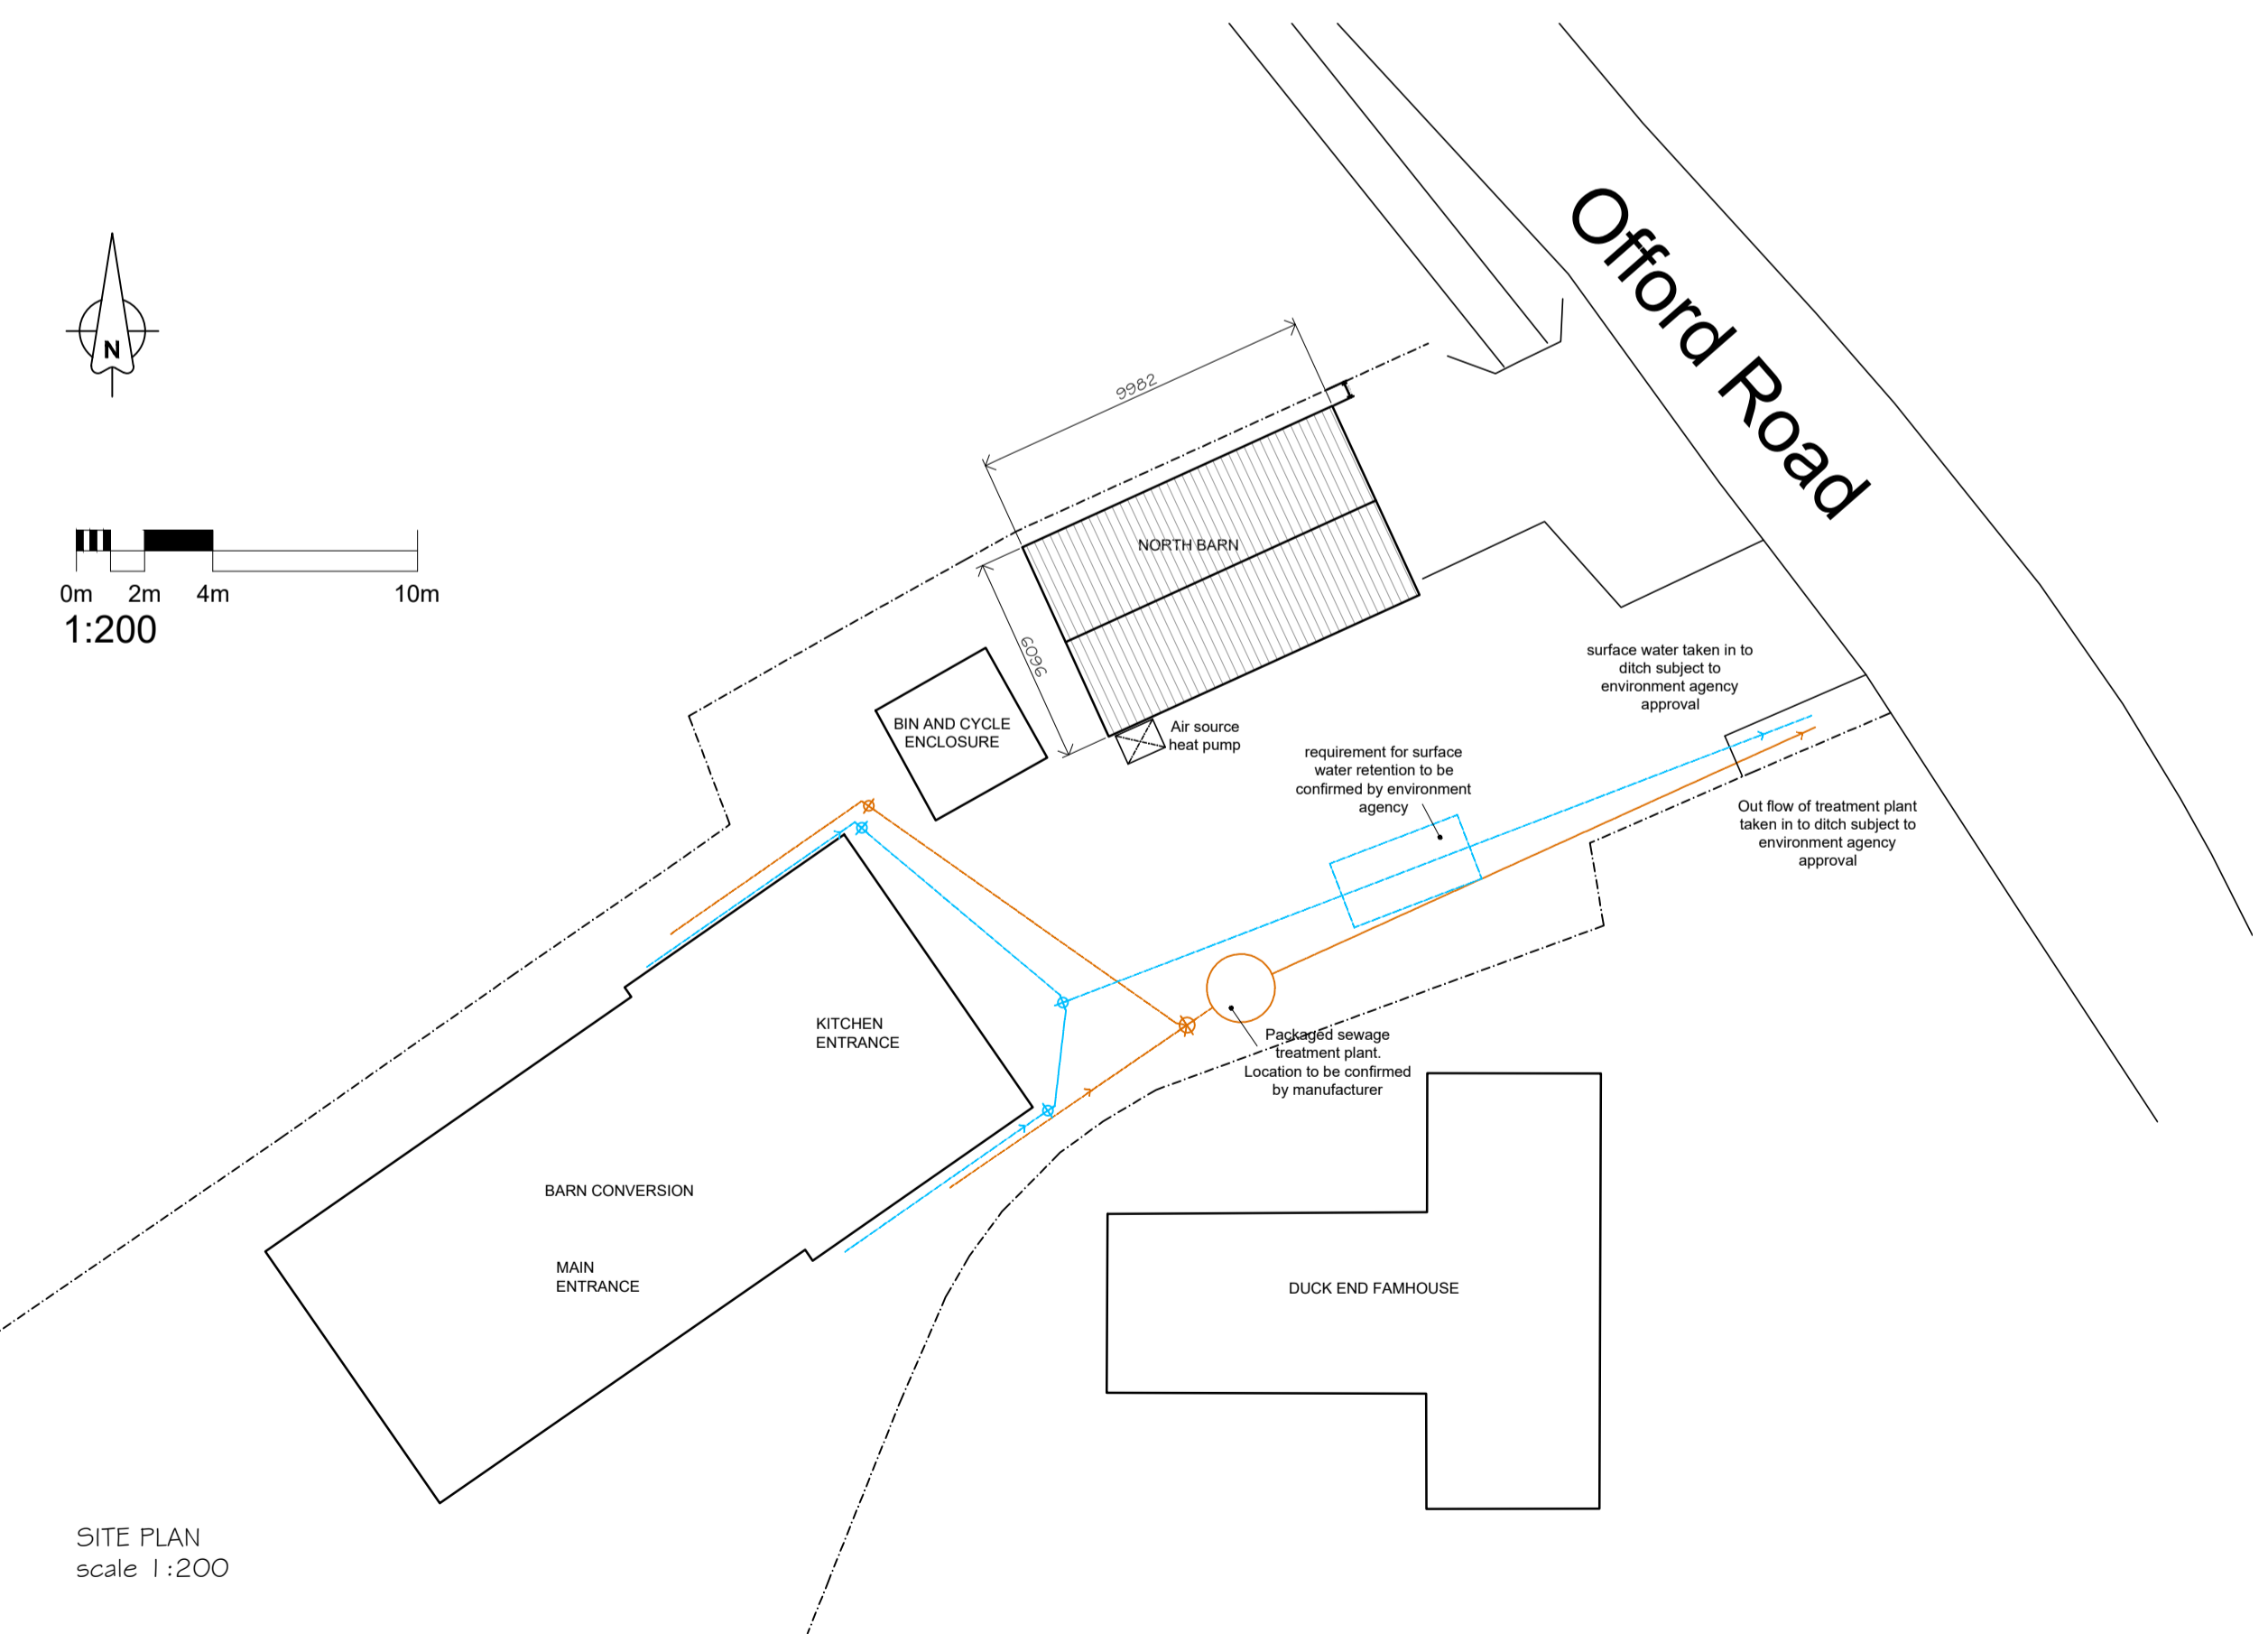 Offord Road
N
9982
0m 2m 4m 10m
1:200
NORTH BARN
6096
BIN AND CYCLE
ENCLOSURE
Air source
heat pump
surface water taken in to
ditch subject to
environment agency
approval
requirement for surface
water retention to be
confirmed by environment
agency
Out flow of treatment plant
taken in to ditch subject to
environment agency
approval
KITCHEN
ENTRANCE
Packaged sewage
treatment plant.
Location to be confirmed
by manufacturer
BARN CONVERSION
MAIN
ENTRANCE
DUCK END FAMHOUSE
SITE PLAN
scale 1:200